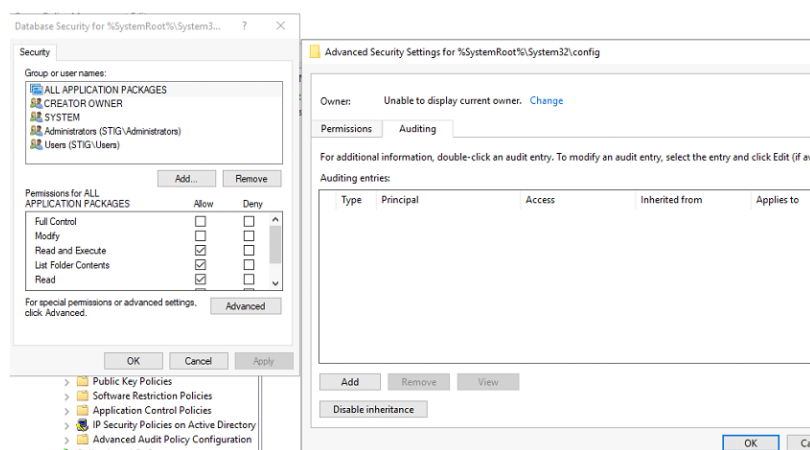 Database Security for %SystemRoot%\System3... ?
Security
Group or user names:
ALL APPLICATION PACKAGES
CREATOR OWNER
SYSTEM
Administrators (STIG\Administrators)
Users (STIG\Users)
Add... Remove
Permissions for ALL
APPLICATION PACKAGES Allow Deny
Full Control
Modify
Read and Execute
List Folder Contents
Read
For special permissions or advanced settings,
click Advanced.
Advanced
OK Cancel Apply
Public Key Policies
Software Restriction Policies
Application Control Policies
IP Security Policies on Active Directory
Advanced Audit Policy Configuration
Advanced Security Settings for %SystemRoot%\System32\config
Owner: Unable to display current owner. Change
Permissions Auditing
For additional information, double-click an audit entry. To modify an audit entry, select the entry and click Edit (if
Auditing entries:
Type Principal Access Inherited from Applies to
Add Remove View
Disable inheritance
OK